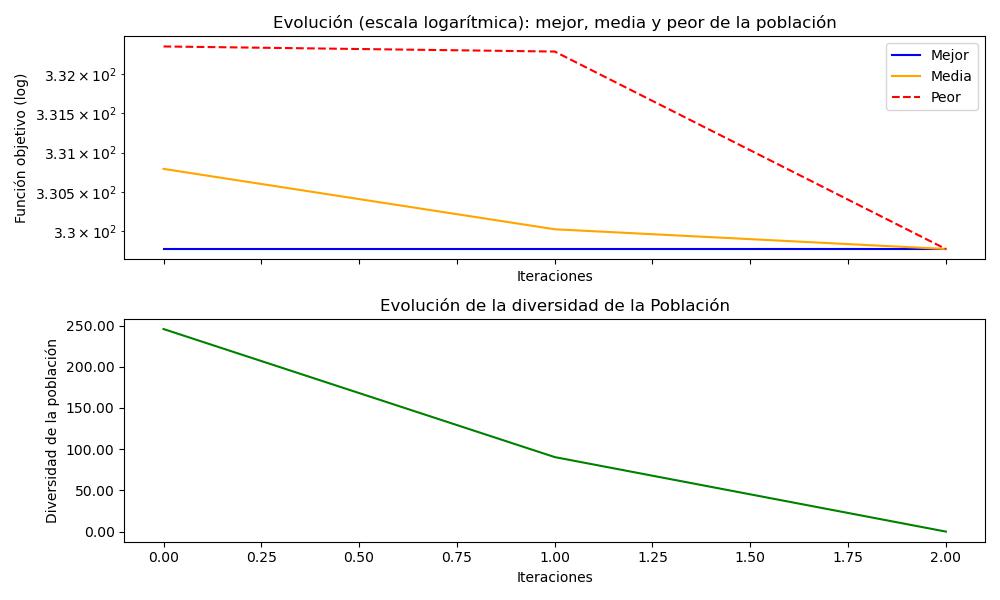 Evolución (escala logarítmica): mejor, media y peor de la población
Función objetivo (log)
3.32 × 10²
3.315 × 10²
3.31 × 10²
3.305 × 10²
3.3 × 10²
Mejor
Media
Peor
Iteraciones
Evolución de la diversidad de la Población
Diversidad de la población
250.00
200.00
150.00
100.00
50.00
0.00
0.00 0.25 0.50 0.75 1.00 1.25 1.50 1.75 2.00
Iteraciones